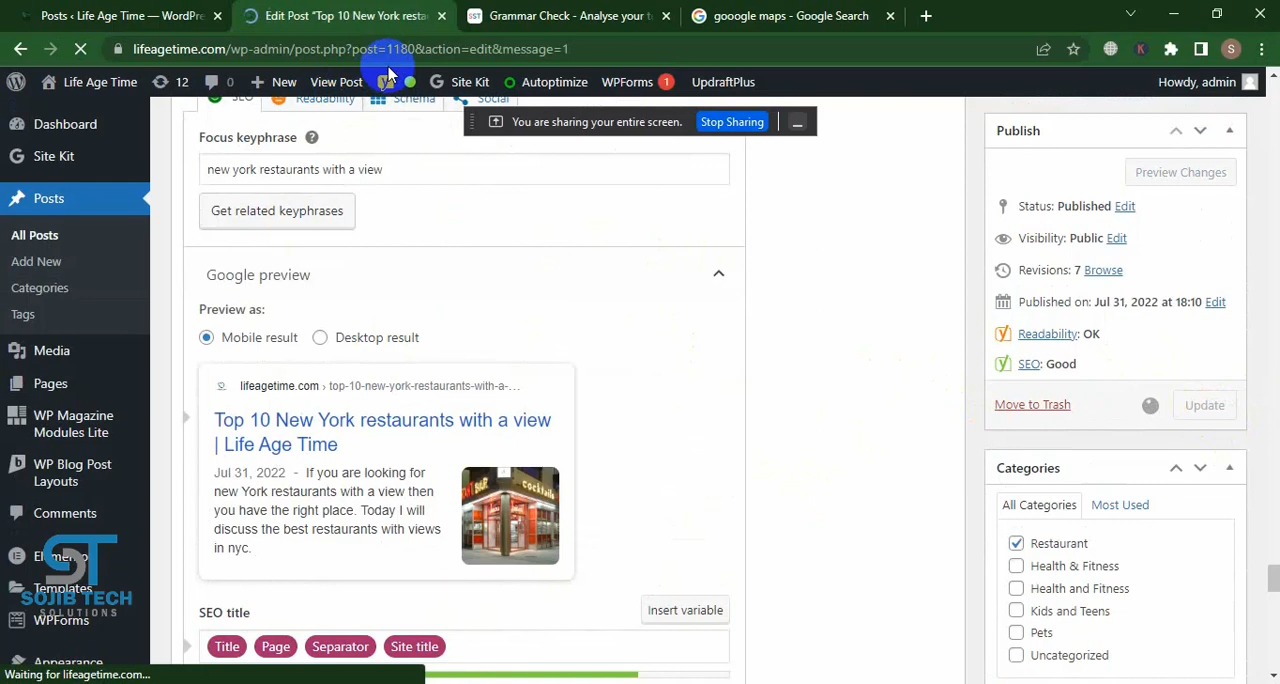 Posts ‹ Life Age Time — WordPre
Edit Post "Top 10 New York resta
Grammar Check - Analyse your t
gooogle maps - Google Search
lifeagetime.com/wp-admin/post.php?post=1180&action=edit&message=1
Life Age Time
12
0
New
View Post
Site Kit
Autoptimize
WPForms 1
UpdraftPlus
Howdy, admin
SEO
Readability
Schema
Social
You are sharing your entire screen.
Stop Sharing
Dashboard
Site Kit
Posts
All Posts
Add New
Categories
Tags
Media
Pages
WP Magazine
Modules Lite
WP Blog Post
Layouts
Comments
Templates
WPForms
Appearance
SOJIB TECH
SOLUTIONS
Focus keyphrase
new york restaurants with a view
Get related keyphrases
Google preview
Preview as:
Mobile result
Desktop result
lifeagetime.com › top-10-new-york-restaurants-with-a-...
Top 10 New York restaurants with a view
| Life Age Time
Jul 31, 2022 - If you are looking for
new York restaurants with a view then
you have the right place. Today I will
discuss the best restaurants with views
in nyc.
cocktails
SEO title
Insert variable
Title
Page
Separator
Site title
Waiting for lifeagetime.com...
Publish
Preview Changes
Status: Published Edit
Visibility: Public Edit
Revisions: 7 Browse
Published on: Jul 31, 2022 at 18:10 Edit
Readability: OK
SEO: Good
Move to Trash
Update
Categories
All Categories
Most Used
Restaurant
Health & Fitness
Health and Fitness
Kids and Teens
Pets
Uncategorized